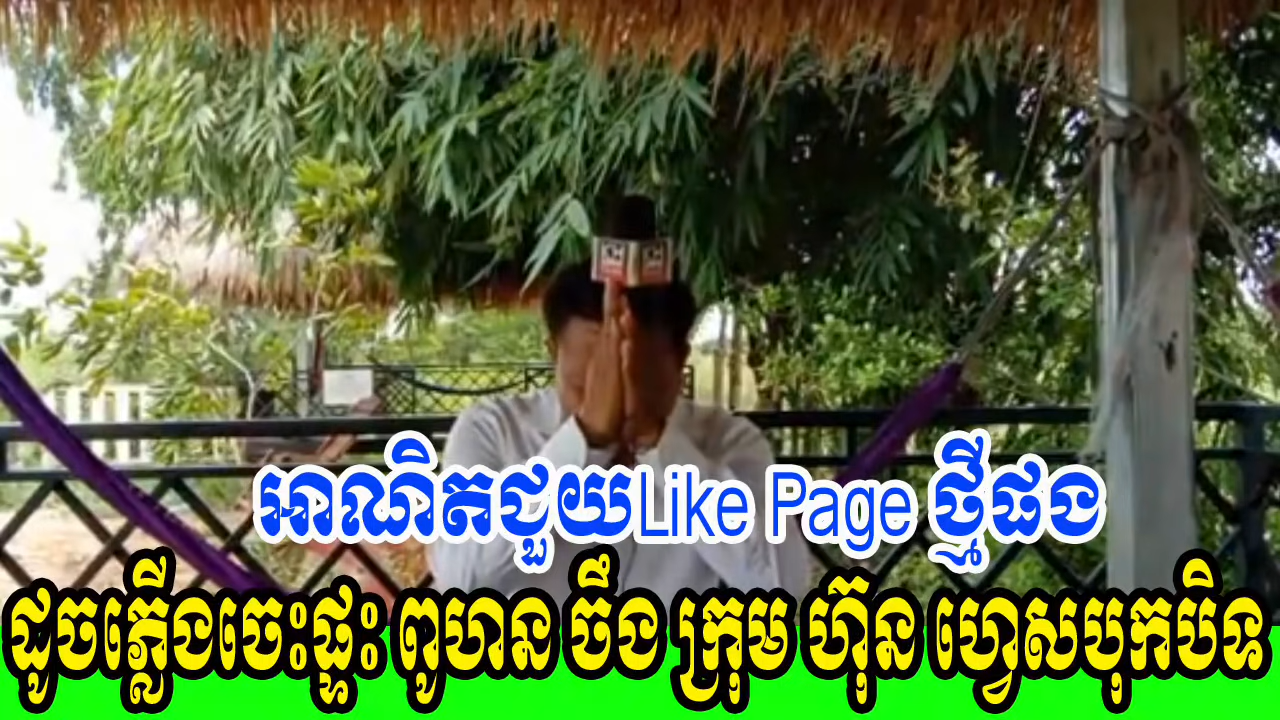 អាណិតជួយLike Page ថ្មីផង
ដូចភ្លើងចេះផ្ទះ ពូហាន ចឹង ក្រុម ហ៊ុន ហ្វេសបុកបិទ